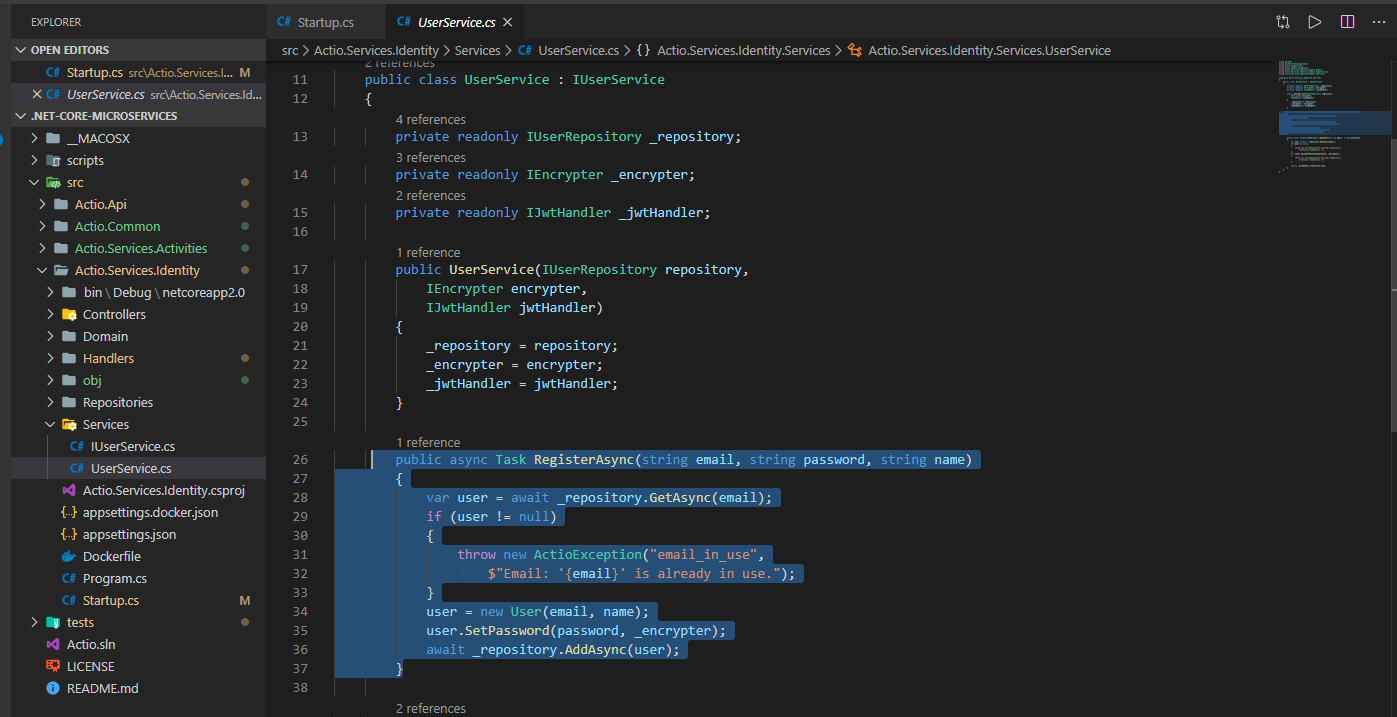 EXPLORER
OPEN EDITORS
C# Startup.cs src\Actio.Services.I... M
C# UserService.cs src\Actio.Services.Id...
.NET-CORE-MICROSERVICES
__MACOSX
scripts
src
Actio.Api
Actio.Common
Actio.Services.Activities
Actio.Services.Identity
bin \ Debug \ netcoreapp2.0
Controllers
Domain
Handlers
obj
Repositories
Services
C# IUserService.cs
C# UserService.cs
Actio.Services.Identity.csproj
{..} appsettings.docker.json
{..} appsettings.json
Dockerfile
C# Program.cs
C# Startup.cs M
tests
Actio.sln
LICENSE
README.md
C# Startup.cs
C# UserService.cs
src > Actio.Services.Identity > Services > C# UserService.cs > {} Actio.Services.Identity.Services > Actio.Services.Identity.Services.UserService
2 references
11 public class UserService : IUserService
12 {
4 references
13 private readonly IUserRepository _repository;
3 references
14 private readonly IEncrypter _encrypter;
2 references
15 private readonly IJwtHandler _jwtHandler;
16
1 reference
17 public UserService(IUserRepository repository,
18 IEncrypter encrypter,
19 IJwtHandler jwtHandler)
20 {
21 _repository = repository;
22 _encrypter = encrypter;
23 _jwtHandler = jwtHandler;
24 }
25
1 reference
26 public async Task RegisterAsync(string email, string password, string name)
27 {
28 var user = await _repository.GetAsync(email);
29 if (user != null)
30 {
31 throw new ActioException("email_in_use",
32 $"Email: '{email}' is already in use.");
33 }
34 user = new User(email, name);
35 user.SetPassword(password, _encrypter);
36 await _repository.AddAsync(user);
37 }
38
2 references